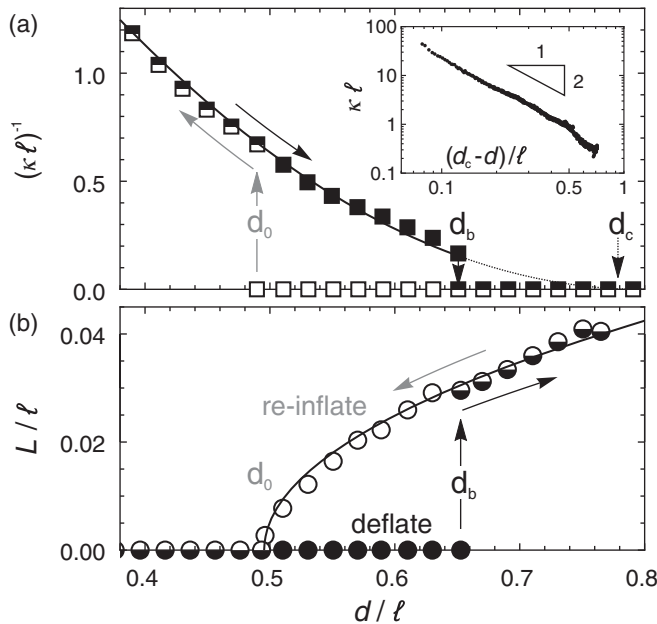 (a)
1.0
0.5
0.0
(κ ℓ)⁻¹
d₀
d_b
d_c
100
10
1
0.1
κ ℓ
1
2
0.1
0.5
1
(d_c-d)/ℓ
(b)
0.04
0.02
0.00
L / ℓ
re-inflate
d₀
deflate
d_b
0.4
0.5
0.6
0.7
0.8
d / ℓ